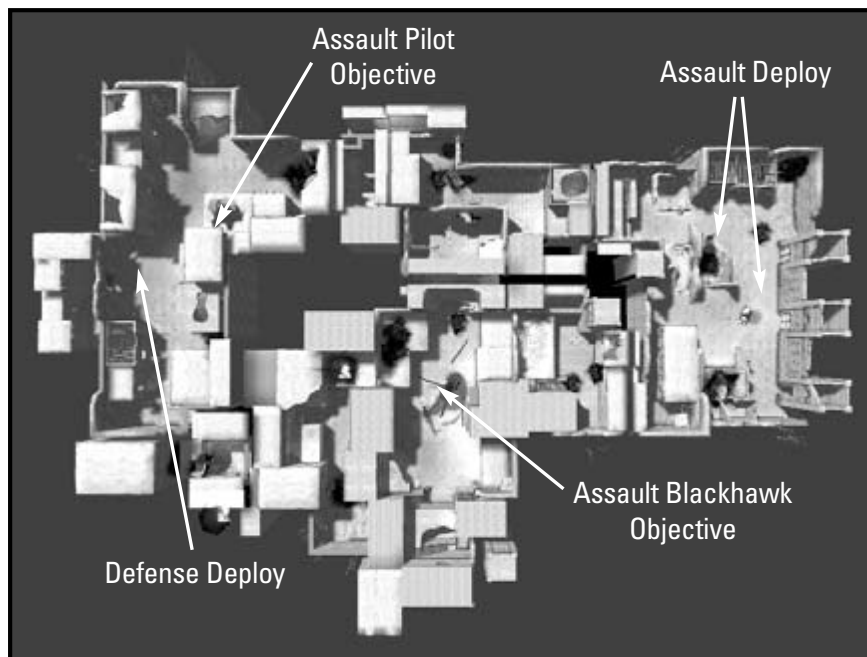 Assault Pilot
Objective
Assault Deploy
Assault Blackhawk
Objective
Defense Deploy